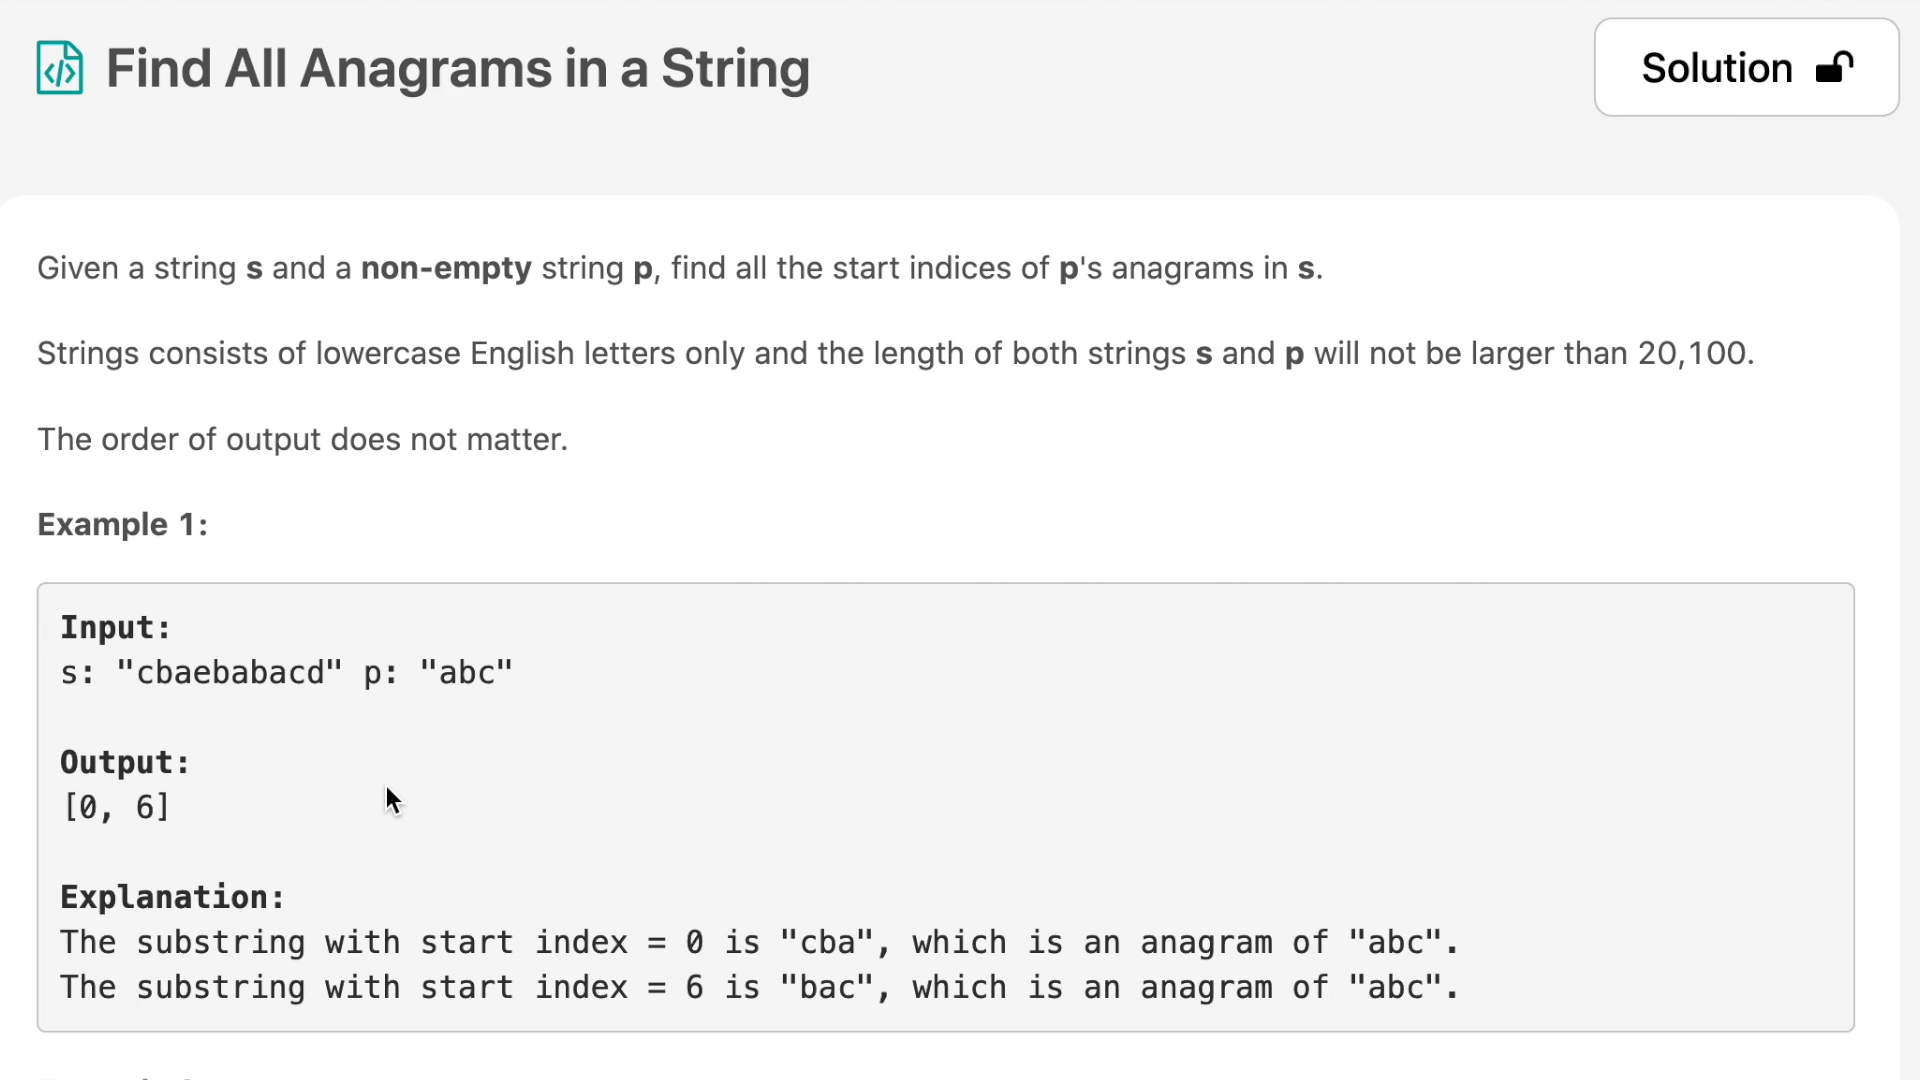 Find All Anagrams in a String
Solution
Given a string s and a non-empty string p, find all the start indices of p's anagrams in s.
Strings consists of lowercase English letters only and the length of both strings s and p will not be larger than 20,100.
The order of output does not matter.
Example 1:
Input:
s: "cbaebabacd" p: "abc"
Output:
[0, 6]
Explanation:
The substring with start index = 0 is "cba", which is an anagram of "abc".
The substring with start index = 6 is "bac", which is an anagram of "abc".